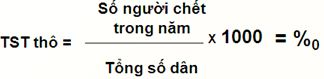 Số người chết
trong năm
TST thô = x 1000 = %₀
Tổng số dân